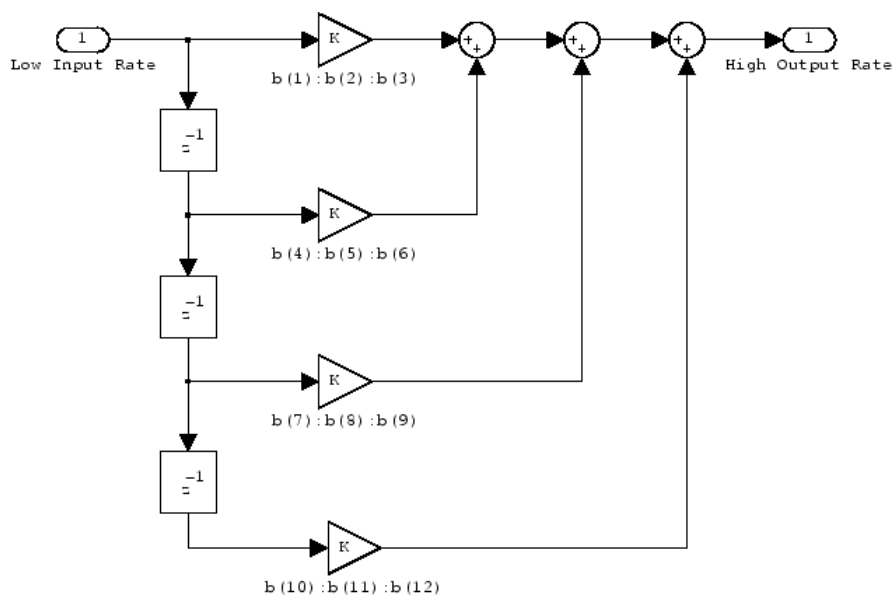 1
K
+
+
+
+
+
+
1
Low Input Rate
High Output Rate
b(1):b(2):b(3)
z^-1
K
b(4):b(5):b(6)
z^-1
K
b(7):b(8):b(9)
z^-1
K
b(10):b(11):b(12)